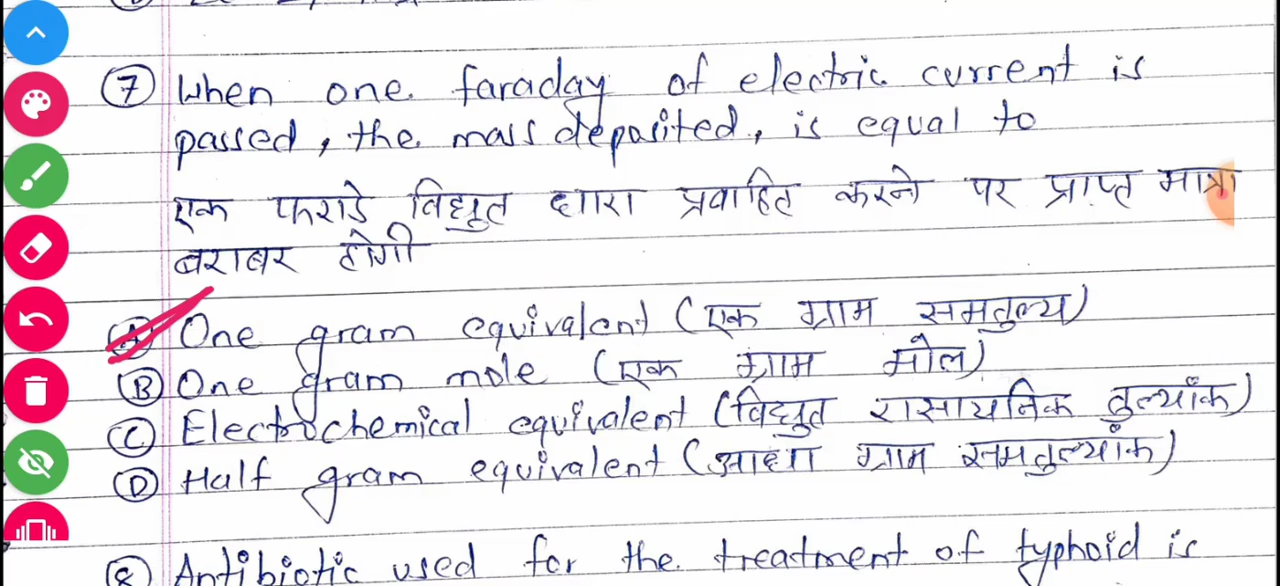 ⑦ When one faraday of electric current is
passed, the mass deposited, is equal to
एक फराडे विद्युत द्वारा प्रवाहित करने पर प्राप्त मात्रा
बराबर होगी
Ⓐ One gram equivalent (एक ग्राम समतुल्य)
Ⓑ One gram mole (एक ग्राम मोल)
Ⓒ Electrochemical equivalent (विद्युत रासायनिक तुल्यांक)
Ⓓ Half gram equivalent (आधा ग्राम समतुल्यांक)
⑧ Antibiotic used for the treatment of typhoid is